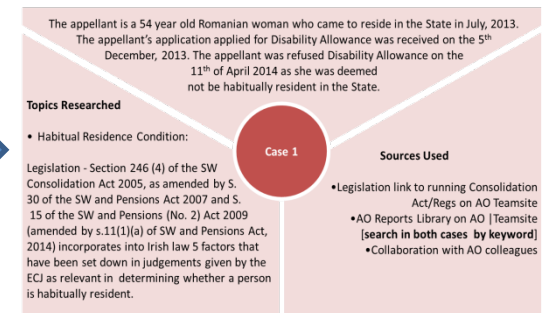 The appellant is a 54 year old Romanian woman who came to reside in the State in July, 2013.
The appellant's application applied for Disability Allowance was received on the 5th
December, 2013. The appellant was refused Disability Allowance on the
11th of April 2014 as she was deemed
not be habitually resident in the State.
Topics Researched
• Habitual Residence Condition:
Legislation - Section 246 (4) of the SW
Consolidation Act 2005, as amended by S.
30 of the SW and Pensions Act 2007 and S.
15 of the SW and Pensions (No. 2) Act 2009
(amended by s.11(1)(a) of SW and Pensions Act,
2014) incorporates into Irish law 5 factors that
have been set down in judgements given by the
ECJ as relevant in determining whether a person
is habitually resident.
Case 1
Sources Used
•Legislation link to running Consolidation
Act/Regs on AO Teamsite
•AO Reports Library on AO |Teamsite
[search in both cases by keyword]
•Collaboration with AO colleagues